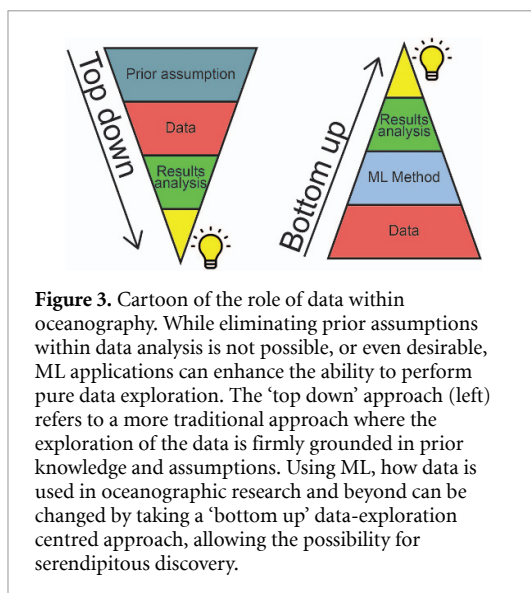 Top down
Prior assumption
Data
Results
analysis
Bottom up
Results
analysis
ML Method
Data
Figure 3. Cartoon of the role of data within
oceanography. While eliminating prior assumptions
within data analysis is not possible, or even desirable,
ML applications can enhance the ability to perform
pure data exploration. The ‘top down’ approach (left)
refers to a more traditional approach where the
exploration of the data is firmly grounded in prior
knowledge and assumptions. Using ML, how data is
used in oceanographic research and beyond can be
changed by taking a ‘bottom up’ data-exploration
centred approach, allowing the possibility for
serendipitous discovery.